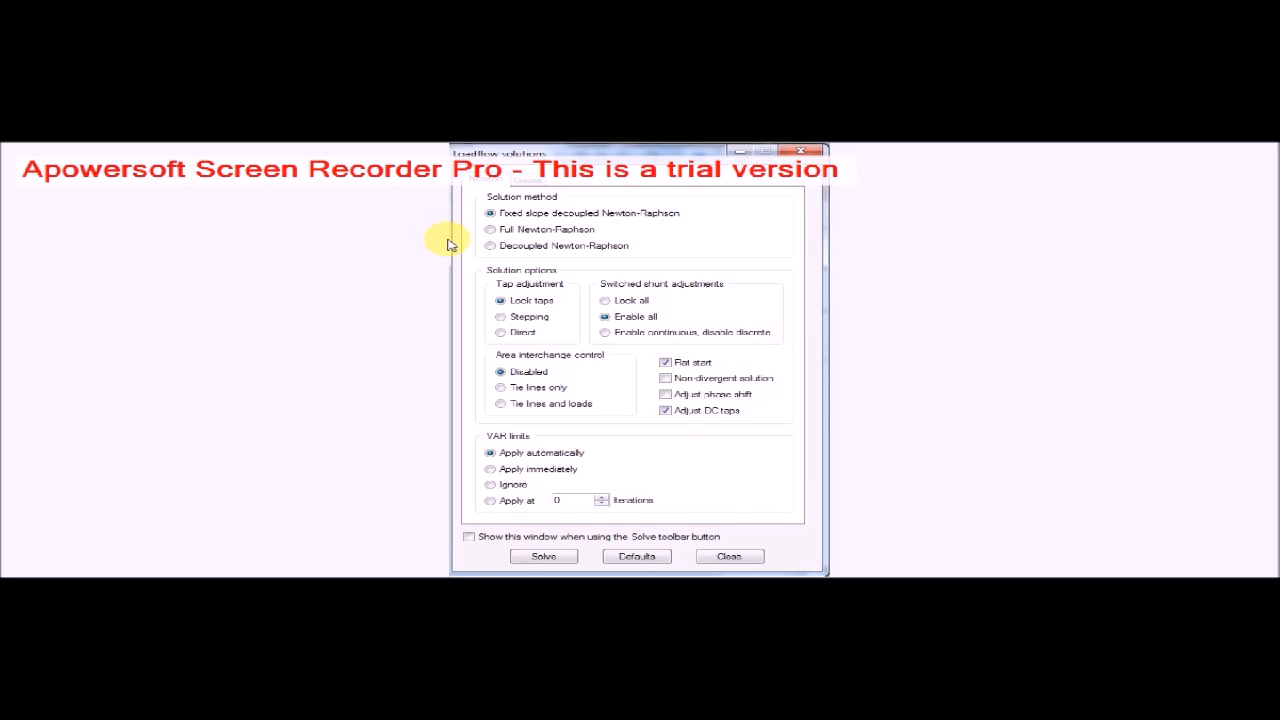 Loadflow solutions
Apowersoft Screen Recorder Pro - This is a trial version
Gauss
Solution method
Fixed slope decoupled Newton-Raphson
Full Newton-Raphson
Decoupled Newton-Raphson
Solution options
Tap adjustment
Lock taps
Stepping
Direct
Switched shunt adjustments
Lock all
Enable all
Enable continuous, disable discrete
Area interchange control
Disabled
Tie lines only
Tie lines and loads
Flat start
Non-divergent solution
Adjust phase shift
Adjust DC taps
VAR limits
Apply automatically
Apply immediately
Ignore
Apply at 0 Iterations
Show this window when using the Solve toolbar button
Solve Defaults Close